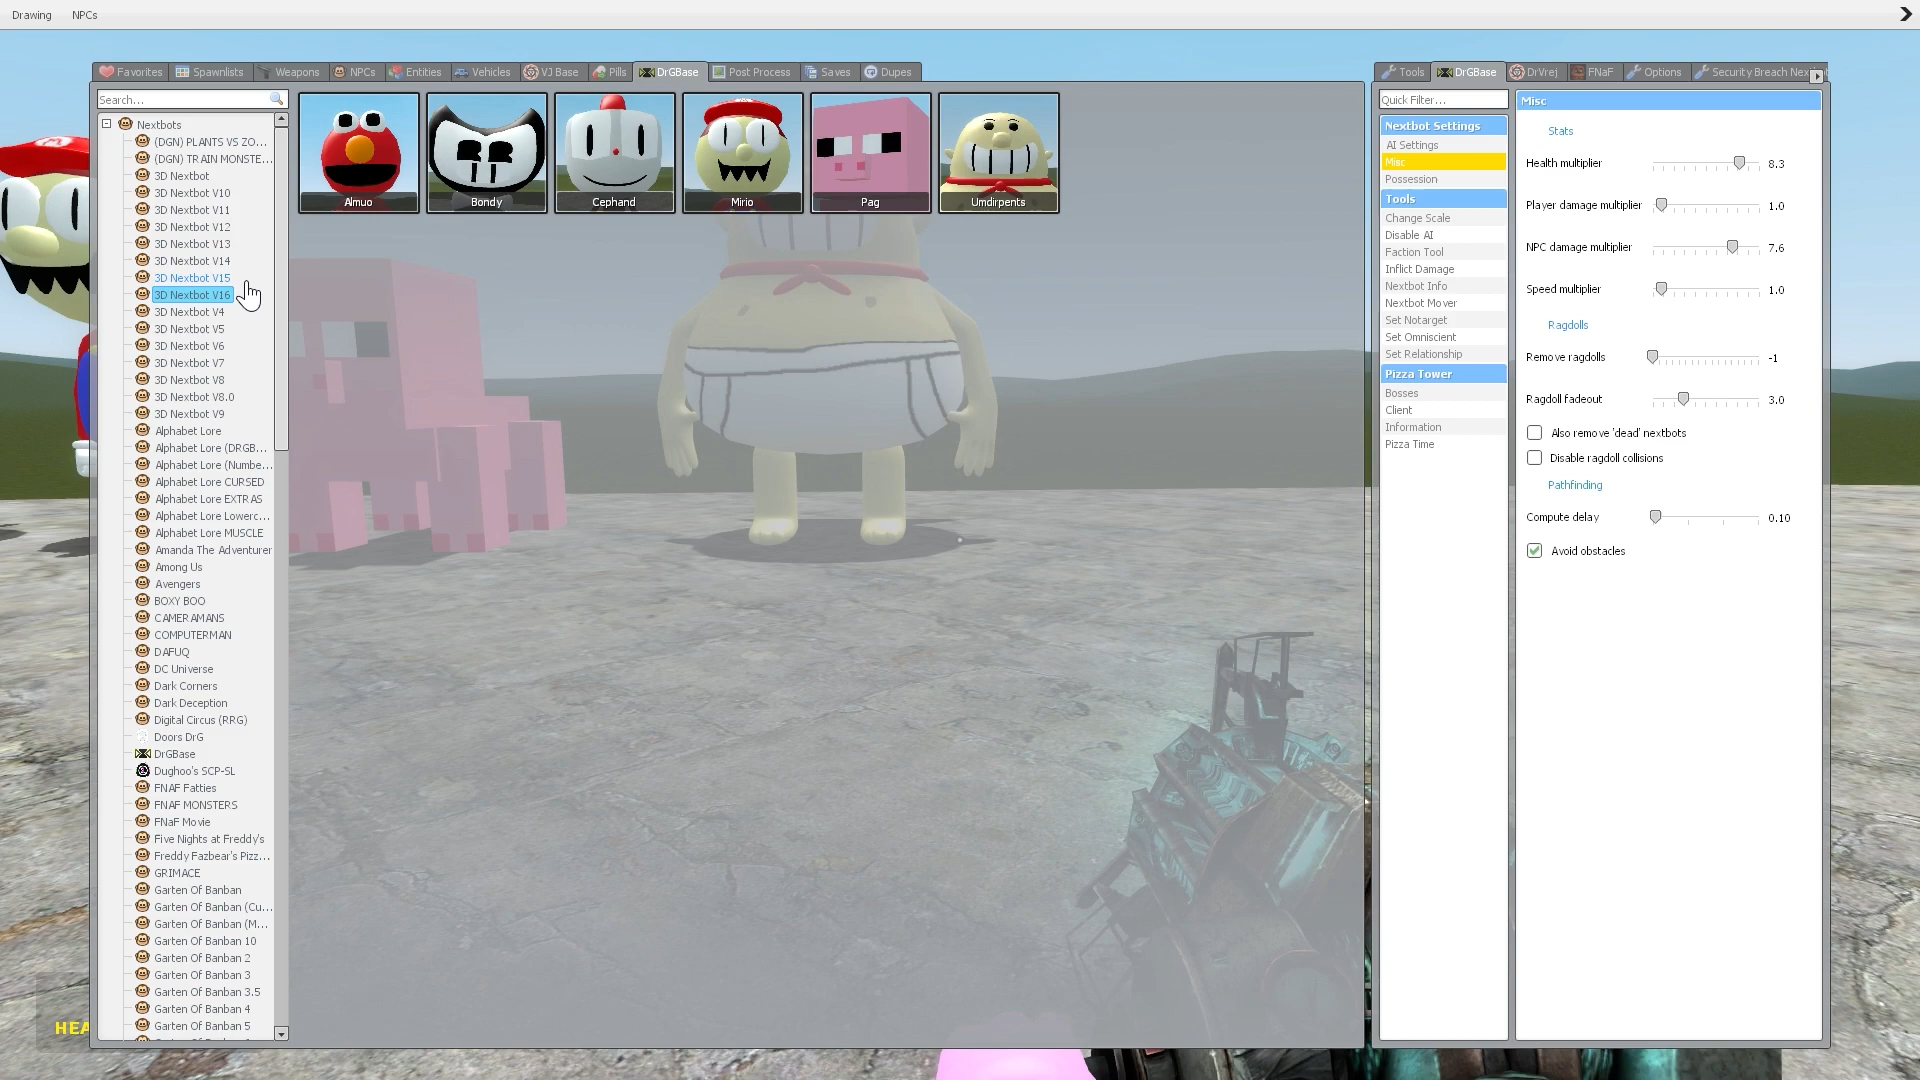 Drawing NPCs
Favorites Spawnlists Weapons NPCs Entities Vehicles VJ Base Pills DrGBase Post Process Saves Dupes
Search...
Nextbots
(DGN) PLANTS VS ZO...
(DGN) TRAIN MONSTE...
3D Nextbot
3D Nextbot V10
3D Nextbot V11
3D Nextbot V12
3D Nextbot V13
3D Nextbot V14
3D Nextbot V15
3D Nextbot V16
3D Nextbot V4
3D Nextbot V5
3D Nextbot V6
3D Nextbot V7
3D Nextbot V8
3D Nextbot V8.0
3D Nextbot V9
Alphabet Lore
Alphabet Lore (DRGB...
Alphabet Lore (Numbe...
Alphabet Lore CURSED
Alphabet Lore EXTRAS
Alphabet Lore Lowerc...
Alphabet Lore MUSCLE
Amanda The Adventurer
Among Us
Avengers
BOXY BOO
CAMERAMANS
COMPUTERMAN
DAFUQ
DC Universe
Dark Corners
Dark Deception
Digital Circus (RRG)
Doors DrG
DrGBase
Dughoo's SCP-SL
FNAF Fatties
FNAF MONSTERS
FNaF Movie
Five Nights at Freddy's
Freddy Fazbear's Pizz...
GRIMACE
Garten Of Banban
Garten Of Banban (Cu...
Garten Of Banban (M...
Garten Of Banban 10
Garten Of Banban 2
Garten Of Banban 3
Garten Of Banban 3.5
Garten Of Banban 4
Garten Of Banban 5
HEA
Almuo Bondy Cephand Mirio Pag Umdirpents
Tools DrGBase DrVrej FNaF Options Security Breach Nex
Quick Filter...
Nextbot Settings
AI Settings
Misc
Possession
Tools
Change Scale
Disable AI
Faction Tool
Inflict Damage
Nextbot Info
Nextbot Mover
Set Notarget
Set Omniscient
Set Relationship
Pizza Tower
Bosses
Client
Information
Pizza Time
Misc
Stats
Health multiplier 8.3
Player damage multiplier 1.0
NPC damage multiplier 7.6
Speed multiplier 1.0
Ragdolls
Remove ragdolls -1
Ragdoll fadeout 3.0
Also remove 'dead' nextbots
Disable ragdoll collisions
Pathfinding
Compute delay 0.10
Avoid obstacles